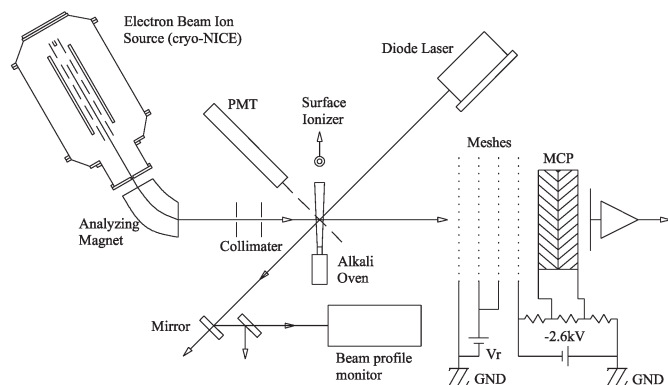 Electron Beam Ion
Source (cryo-NICE)
Diode Laser
PMT
Surface
Ionizer
Meshes
MCP
Analyzing
Magnet
Collimater
Alkali
Oven
Mirror
Beam profile
monitor
Vr
-2.6kV
GND
GND